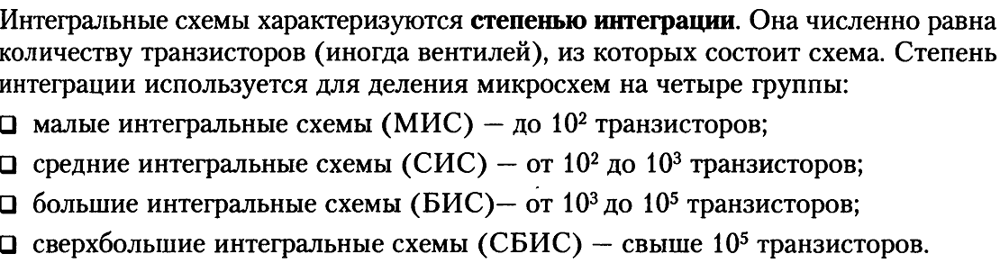 Интегральные схемы характеризуются степенью интеграции. Она численно равна
количеству транзисторов (иногда вентилей), из которых состоит схема. Степень
интеграции используется для деления микросхем на четыре группы:
❑ малые интегральные схемы (МИС) — до 10² транзисторов;
❑ средние интегральные схемы (СИС) — от 10² до 10³ транзисторов;
❑ большие интегральные схемы (БИС)— от 10³ до 10⁵ транзисторов;
❑ сверхбольшие интегральные схемы (СБИС) — свыше 10⁵ транзисторов.